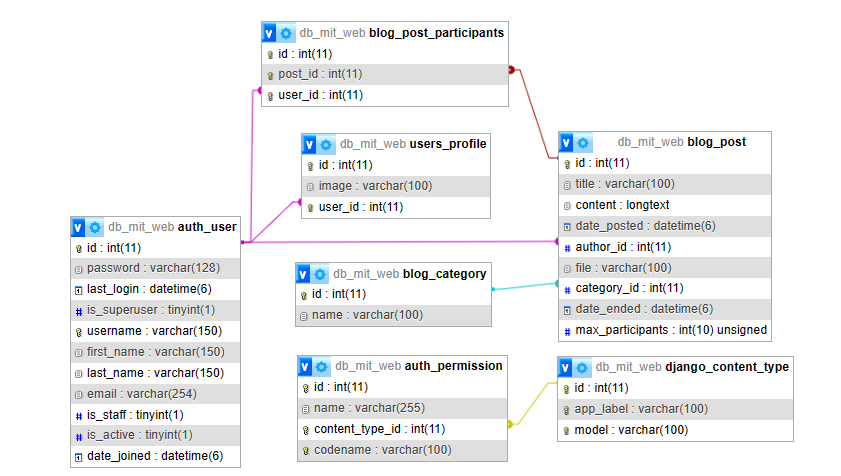 db_mit_web blog_post_participants
id : int(11)
post_id : int(11)
user_id : int(11)
db_mit_web users_profile
id : int(11)
image : varchar(100)
user_id : int(11)
db_mit_web blog_post
id : int(11)
title : varchar(100)
content : longtext
date_posted : datetime(6)
author_id : int(11)
file : varchar(100)
category_id : int(11)
date_ended : datetime(6)
max_participants : int(10) unsigned
db_mit_web auth_user
id : int(11)
password : varchar(128)
last_login : datetime(6)
is_superuser : tinyint(1)
username : varchar(150)
first_name : varchar(150)
last_name : varchar(150)
email : varchar(254)
is_staff : tinyint(1)
is_active : tinyint(1)
date_joined : datetime(6)
db_mit_web blog_category
id : int(11)
name : varchar(100)
db_mit_web auth_permission
id : int(11)
name : varchar(255)
content_type_id : int(11)
codename : varchar(100)
db_mit_web django_content_type
id : int(11)
app_label : varchar(100)
model : varchar(100)